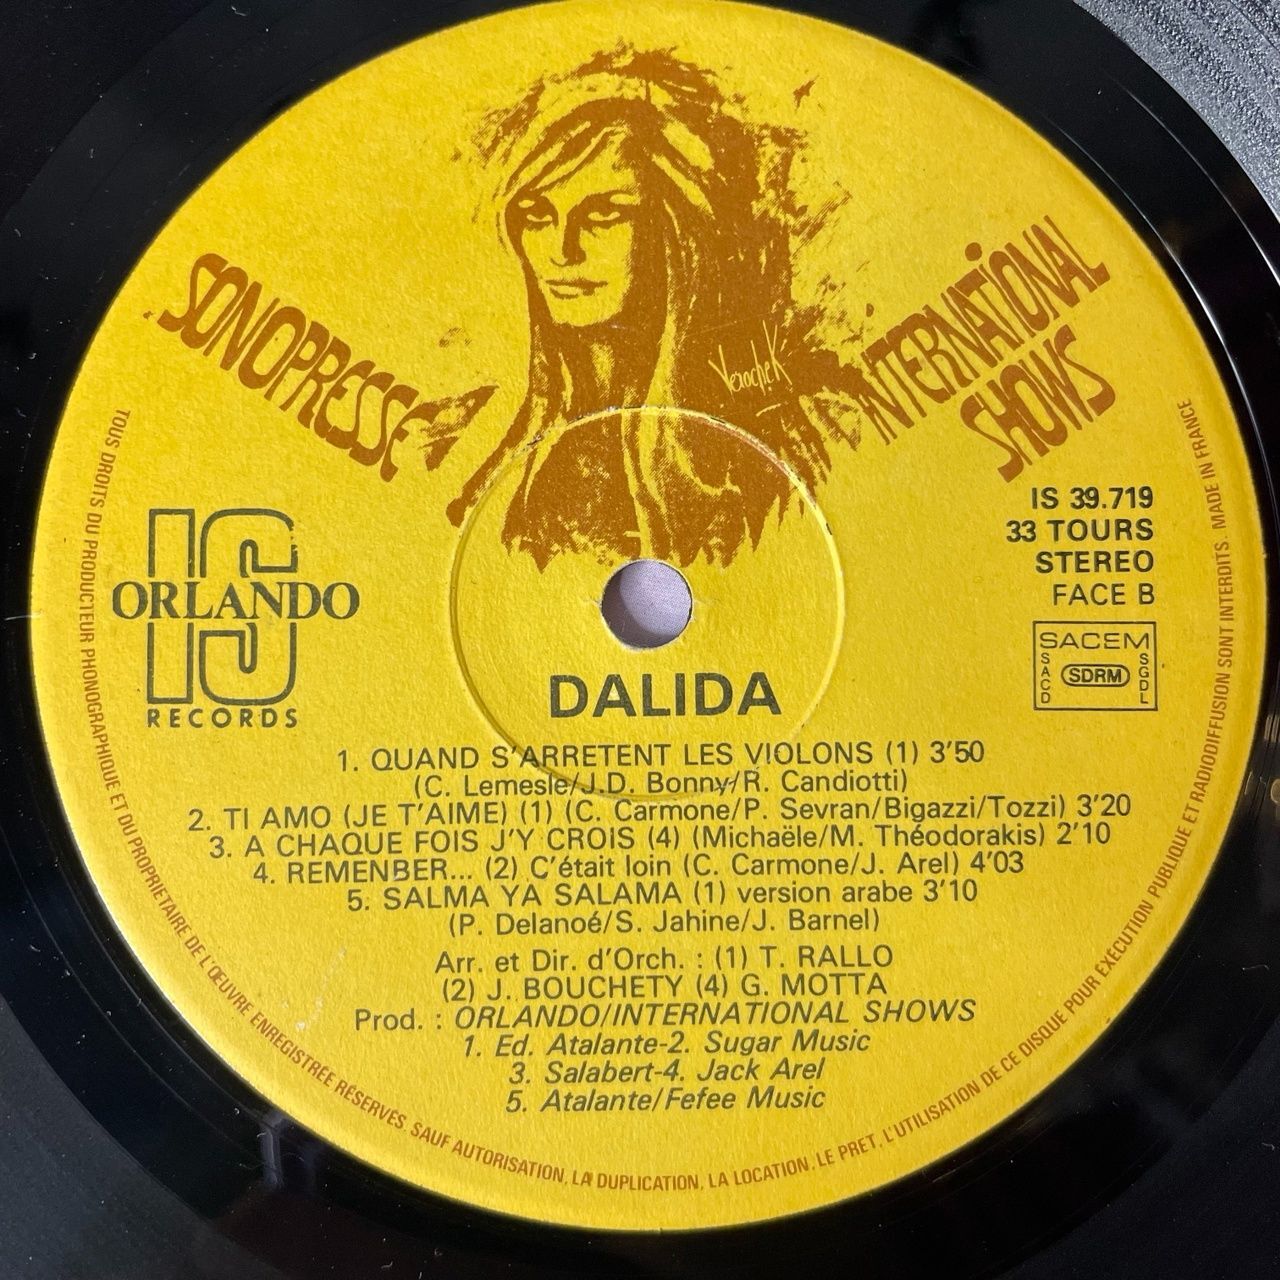 SONOPRESSE
INTERNATIONAL
SHOWS
Verochek
IS
ORLANDO
RECORDS
IS 39.719
33 TOURS
STEREO
FACE B
SACEM
SACD
SDRM
SGDL
DALIDA
1. QUAND S'ARRETENT LES VIOLONS (1) 3'50
(C. Lemesle/J.D. Bonny/R. Candiotti)
2. TI AMO (JE T'AIME) (1) (C. Carmone/P. Sevran/Bigazzi/Tozzi) 3'20
3. A CHAQUE FOIS J'Y CROIS (4) (Michaële/M. Théodorakis) 2'10
4. REMENBER... (2) C'était loin (C. Carmone/J. Arel) 4'03
5. SALMA YA SALAMA (1) version arabe 3'10
(P. Delanoé/S. Jahine/J. Barnel)
Arr. et Dir. d'Orch. : (1) T. RALLO
(2) J. BOUCHETY (4) G. MOTTA
Prod. : ORLANDO/INTERNATIONAL SHOWS
1. Ed. Atalante-2. Sugar Music
3. Salabert-4. Jack Arel
5. Atalante/Fefee Music
TOUS DROITS DU PRODUCTEUR PHONOGRAPHIQUE ET DU PROPRIETAIRE DE L'ŒUVRE ENREGISTREE RÉSERVES. SAUF AUTORISATION, LA DUPLICATION, LA LOCATION, LE PRET, L'UTILISATION DE CE DISQUE POUR EXECUTION PUBLIQUE ET RADIODIFFUSION SONT INTERDITS. MADE IN FRANCE